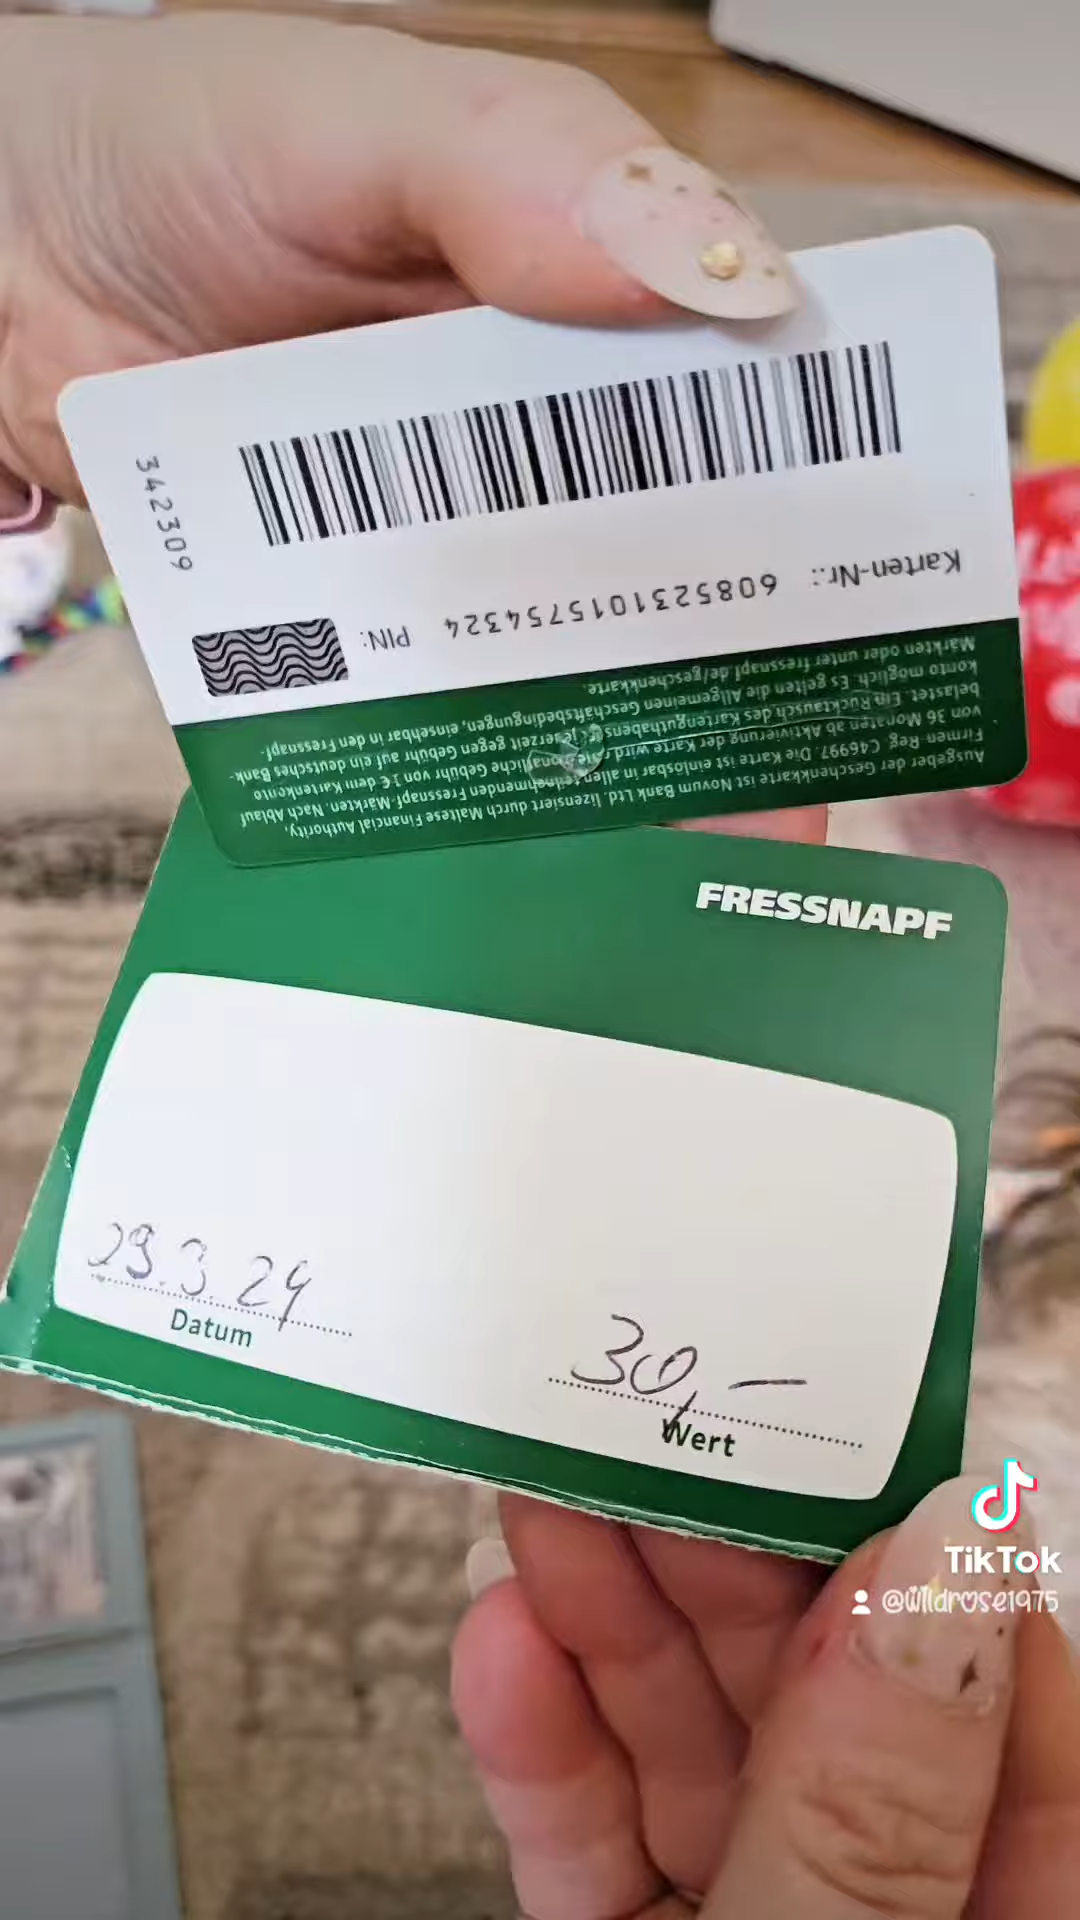 Ausgeber der Geschenkkarte ist Novum Bank Ltd. lizensiert durch Maltese Financial Authority,
Firmen Reg. C46997. Die Karte ist einlösbar in allen teilnehmenden Fressnapf Märkten. Nach Ablauf
von 36 Monaten ab Aktivierung der Karte wird monatliche Gebühr von 1 € dem Kartenkonto
belastet. Ein Rücktausch des Kartenguthabens jederzeit gegen Gebühr auf ein deutsches Bank-
konto möglich. Es gelten die Allgemeinen Geschäftsbedingungen, einsehbar in den Fressnapf-
Märkten oder unter fressnapf.de/geschenkkarte.
Karten-Nr.: 6085231015754324 PIN:
342309
FRESSNAPF
29.3.24
Datum
30,-
Wert
TikTok
@wildrose1975